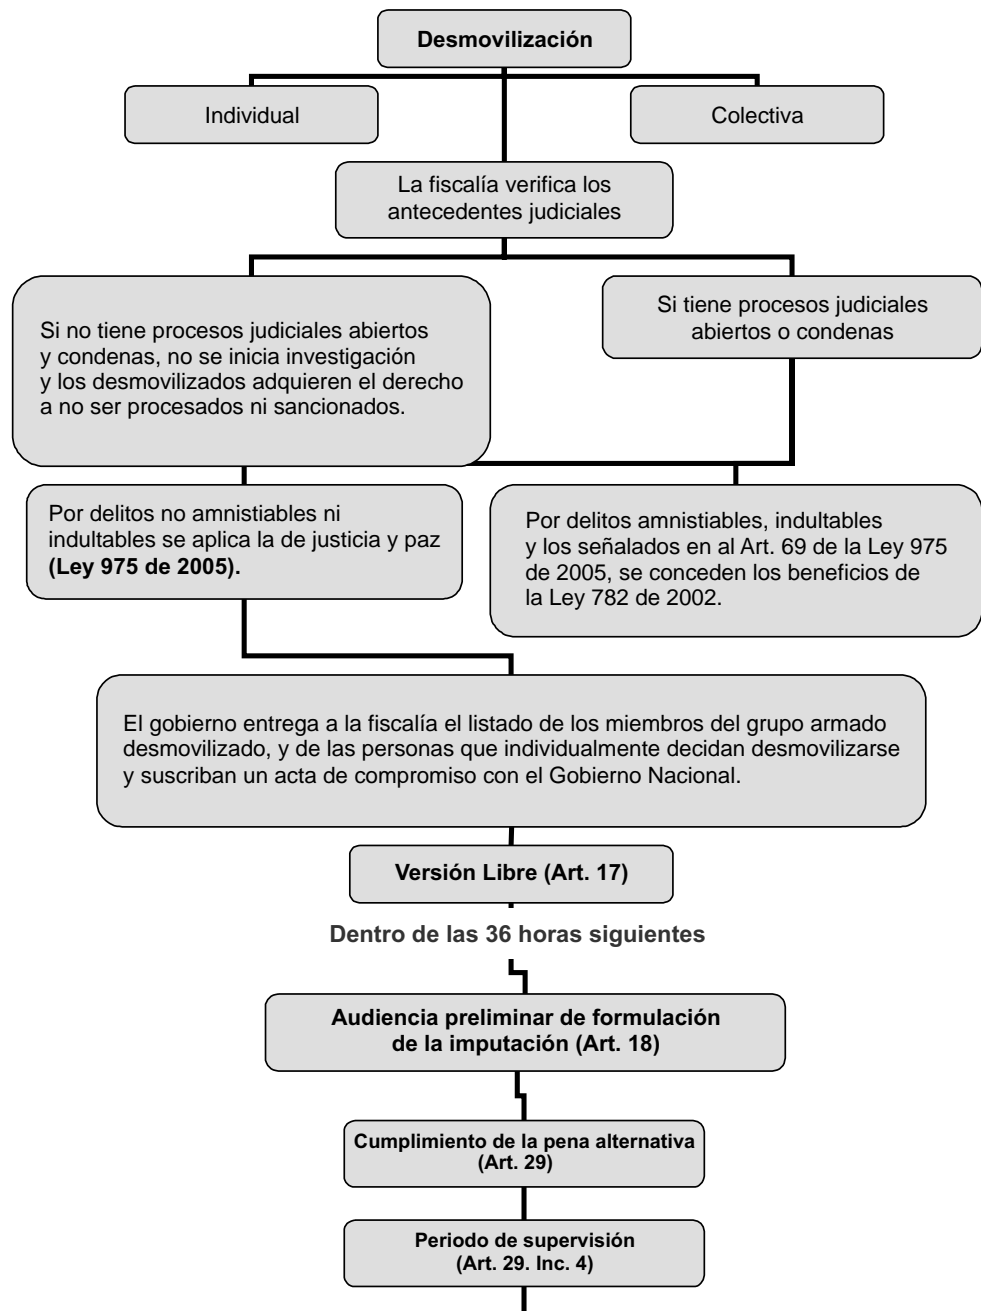 Desmovilización
Individual
Colectiva
La fiscalía verifica los
antecedentes judiciales
Si no tiene procesos judiciales abiertos
y condenas, no se inicia investigación
y los desmovilizados adquieren el derecho
a no ser procesados ni sancionados.
Si tiene procesos judiciales
abiertos o condenas
Por delitos no amnistiables ni
indultables se aplica la de justicia y paz
(Ley 975 de 2005).
Por delitos amnistiables, indultables
y los señalados en al Art. 69 de la Ley 975
de 2005, se conceden los beneficios de
la Ley 782 de 2002.
El gobierno entrega a la fiscalía el listado de los miembros del grupo armado
desmovilizado, y de las personas que individualmente decidan desmovilizarse
y suscriban un acta de compromiso con el Gobierno Nacional.
Versión Libre (Art. 17)
Dentro de las 36 horas siguientes
Audiencia preliminar de formulación
de la imputación (Art. 18)
Cumplimiento de la pena alternativa
(Art. 29)
Periodo de supervisión
(Art. 29. Inc. 4)